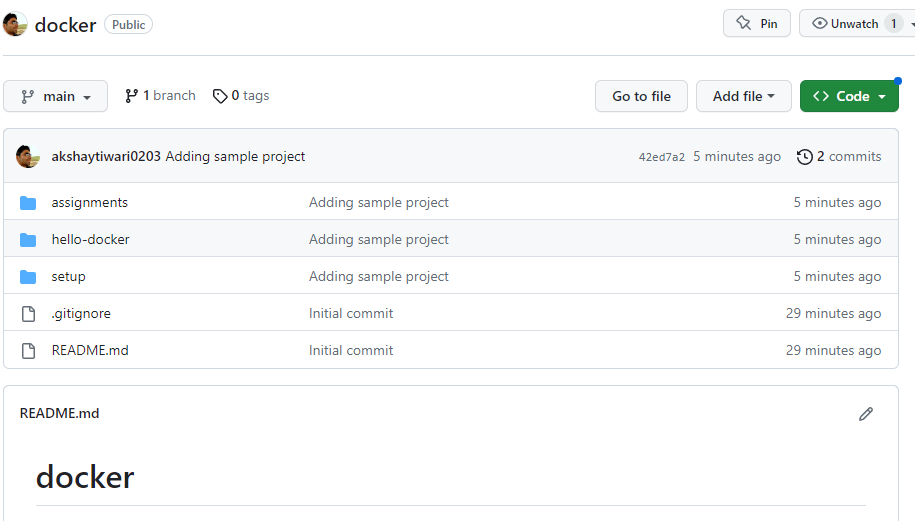 docker Public Pin Unwatch 1
main 1 branch 0 tags Go to file Add file <> Code
akshaytiwari0203 Adding sample project 42ed7a2 5 minutes ago 2 commits
assignments Adding sample project 5 minutes ago
hello-docker Adding sample project 5 minutes ago
setup Adding sample project 5 minutes ago
.gitignore Initial commit 29 minutes ago
README.md Initial commit 29 minutes ago
README.md
docker